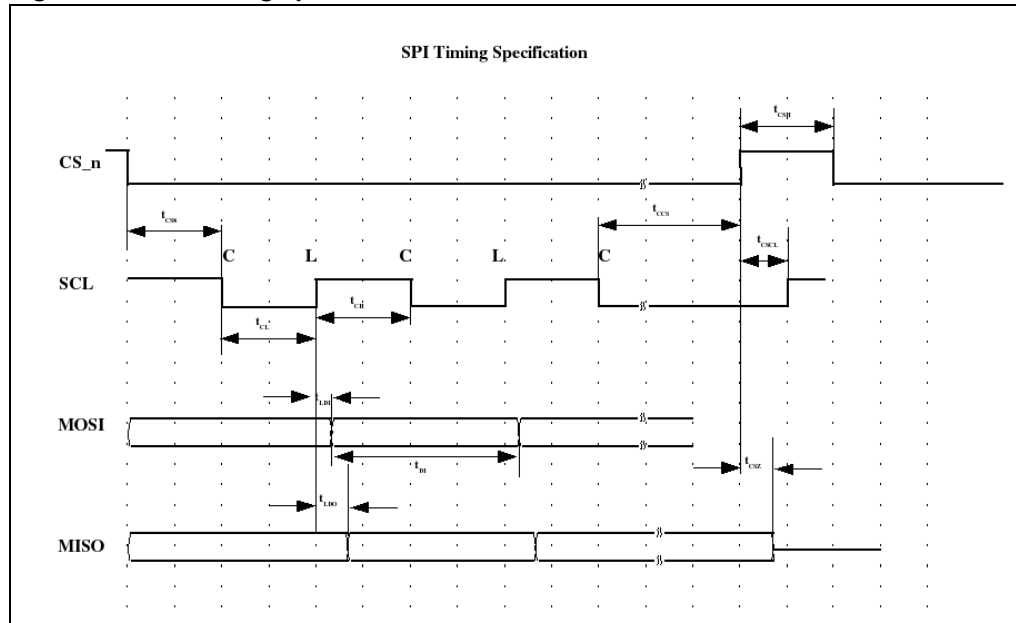 SPI Timing Specification
t_CSH
CS_n
t_CSS
t_CCS
C L C L C
t_CSCL
SCL
t_CH
t_CL
t_LDI
MOSI
t_DI
t_CSZ
t_LDO
MISO